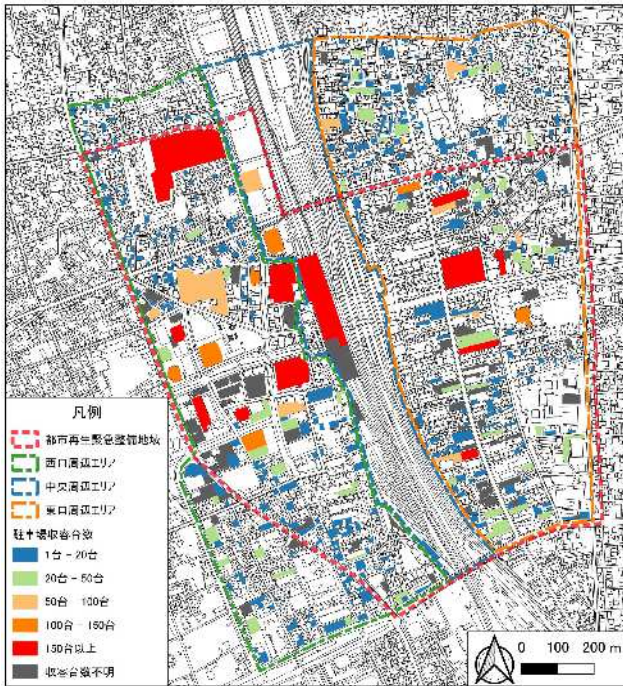 凡例
都市再生緊急整備地域
西口周辺エリア
中央周辺エリア
東口周辺エリア
駐車場収容台数
1台 - 20台
20台 - 50台
50台 - 100台
100台 - 150台
150台以上
収容台数不明
0 100 200 m